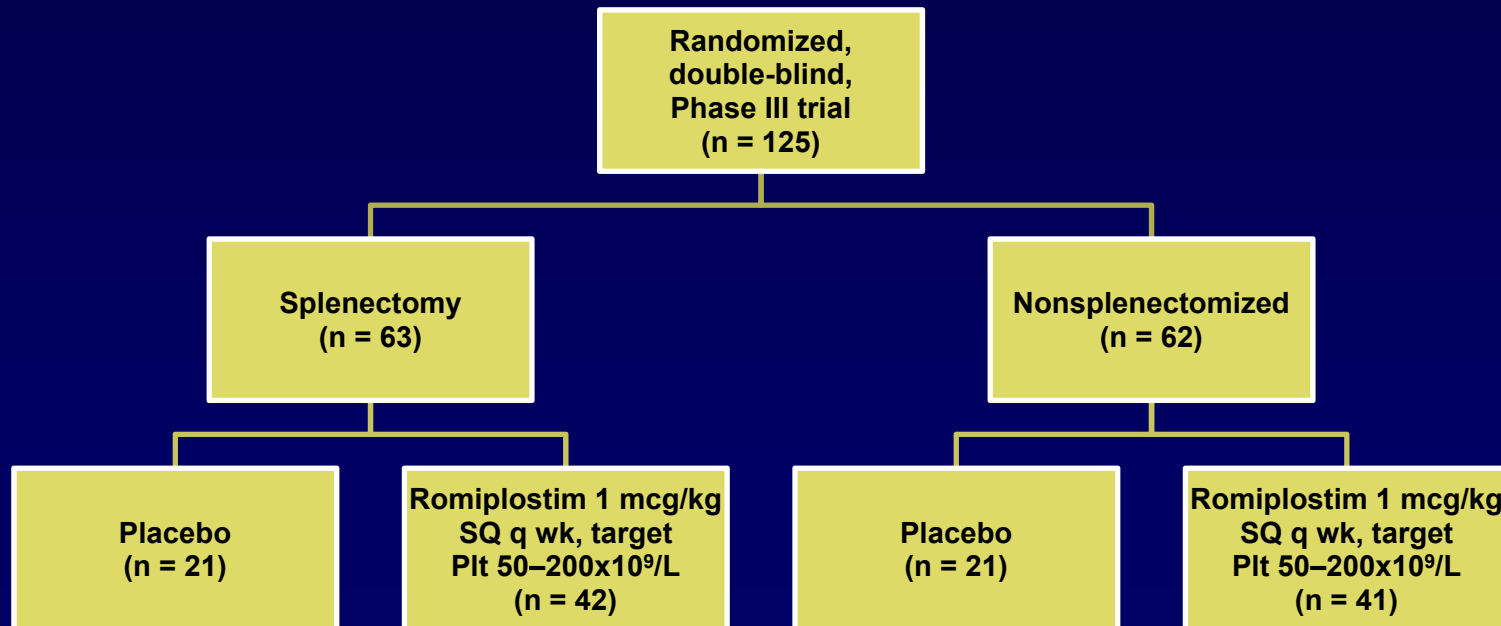 Randomized,
double-blind,
Phase III trial
(n = 125)
Splenectomy
(n = 63)
Nonsplenectomized
(n = 62)
Placebo
(n = 21)
Romiplostim 1 mcg/kg
SQ q wk, target
Plt 50–200x10⁹/L
(n = 42)
Placebo
(n = 21)
Romiplostim 1 mcg/kg
SQ q wk, target
Plt 50–200x10⁹/L
(n = 41)